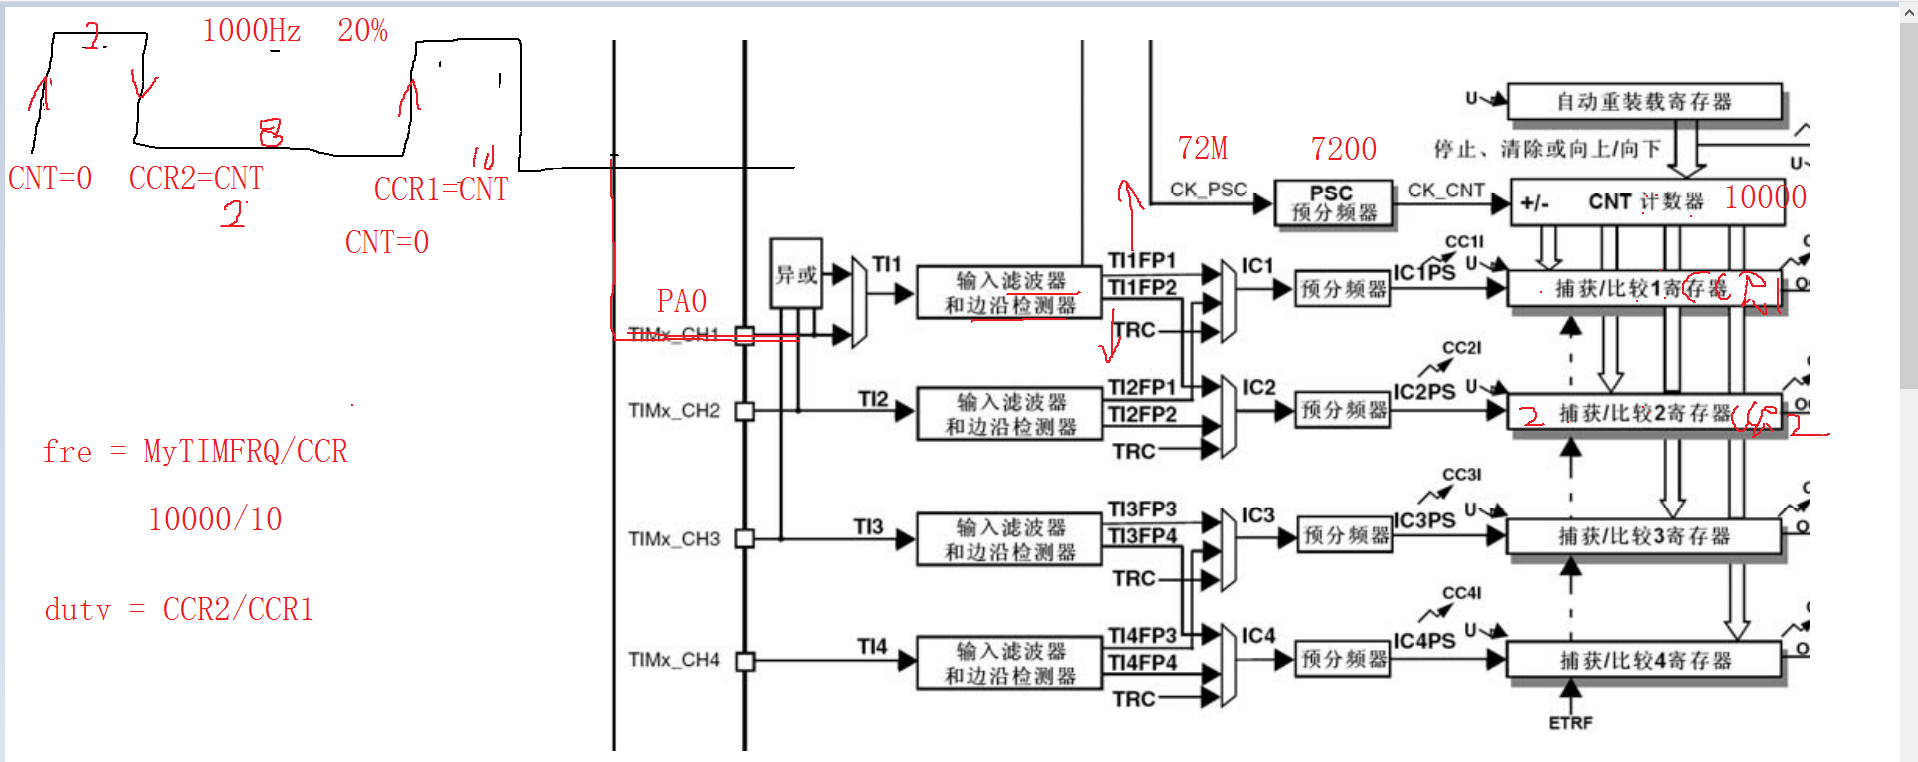 2
1000Hz 20%
8
10
CNT=0
CCR2=CNT
2
CCR1=CNT
CNT=0
fre = MyTIMFRQ/CCR
10000/10
duty = CCR2/CCR1
U
自动重装载寄存器
停止、清除或向上/向下
U
72M
7200
CK_PSC
PSC
预分频器
CK_CNT
+/-
CNT 计数器
10000
异或
TI1
输入滤波器
和边沿检测器
TI1FP1
TI1FP2
TRC
IC1
预分频器
IC1PS
CC1I
U
捕获/比较1寄存器
CCR1
PA0
TIMx_CH1
TIMx_CH2
TI2
输入滤波器
和边沿检测器
TI2FP1
TI2FP2
TRC
IC2
预分频器
IC2PS
CC2I
U
2
捕获/比较2寄存器
CCR2
TIMx_CH3
TI3
输入滤波器
和边沿检测器
TI3FP3
TI3FP4
TRC
IC3
预分频器
IC3PS
CC3I
U
捕获/比较3寄存器
TIMx_CH4
TI4
输入滤波器
和边沿检测器
TI4FP3
TI4FP4
TRC
IC4
预分频器
IC4PS
CC4I
U
捕获/比较4寄存器
ETRF